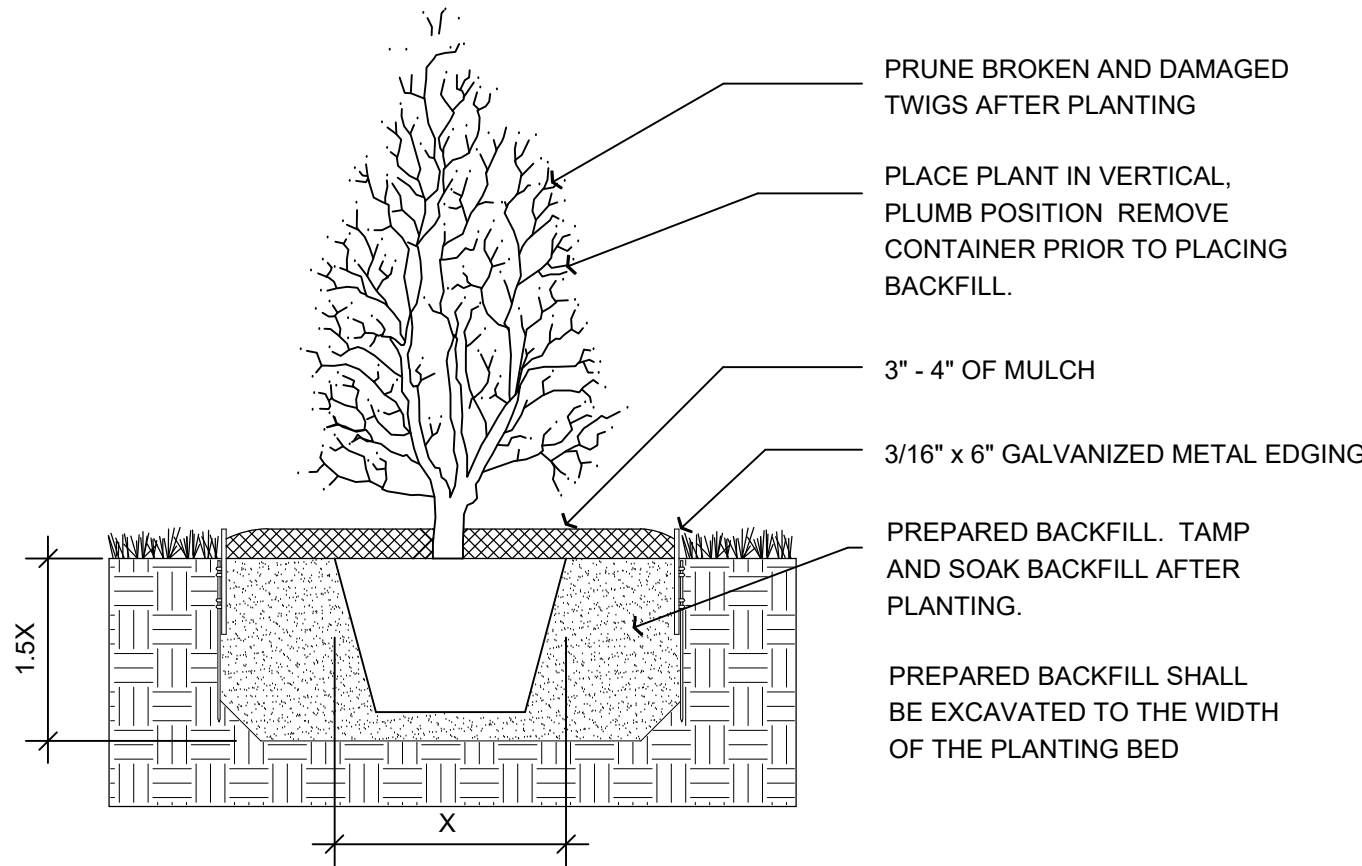 PRUNE BROKEN AND DAMAGED
TWIGS AFTER PLANTING
PLACE PLANT IN VERTICAL,
PLUMB POSITION  REMOVE
CONTAINER PRIOR TO PLACING
BACKFILL.
3" - 4" OF MULCH
3/16" x 6" GALVANIZED METAL EDGING
PREPARED BACKFILL.  TAMP
AND SOAK BACKFILL AFTER
PLANTING.
PREPARED BACKFILL SHALL
BE EXCAVATED TO THE WIDTH
OF THE PLANTING BED
1.5X
X